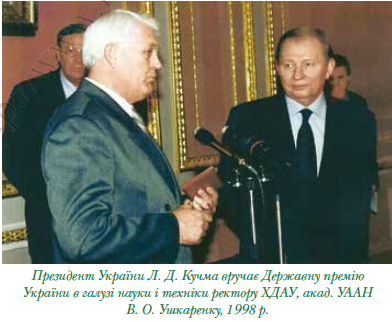 Президент України Л. Д. Кучма вручає Державну премію
України в галузі науки і техніки ректору ХДАУ, акад. УААН
В. О. Ушкаренку, 1998 р.